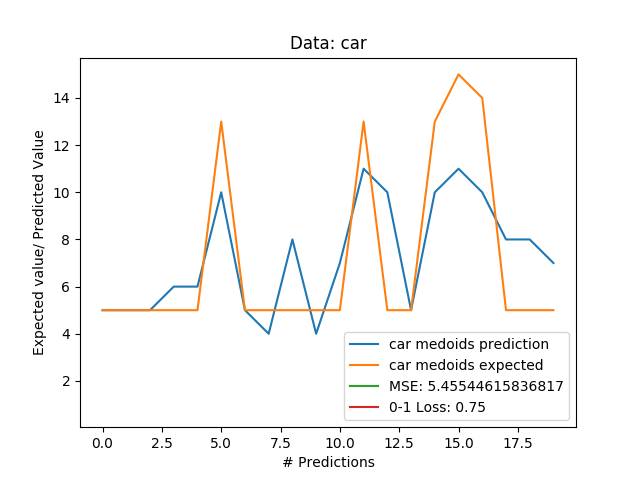 Data: car
Expected value/ Predicted Value
14
12
10
8
6
4
2
car medoids prediction
car medoids expected
MSE: 5.45544615836817
0-1 Loss: 0.75
0.0 2.5 5.0 7.5 10.0 12.5 15.0 17.5
# Predictions